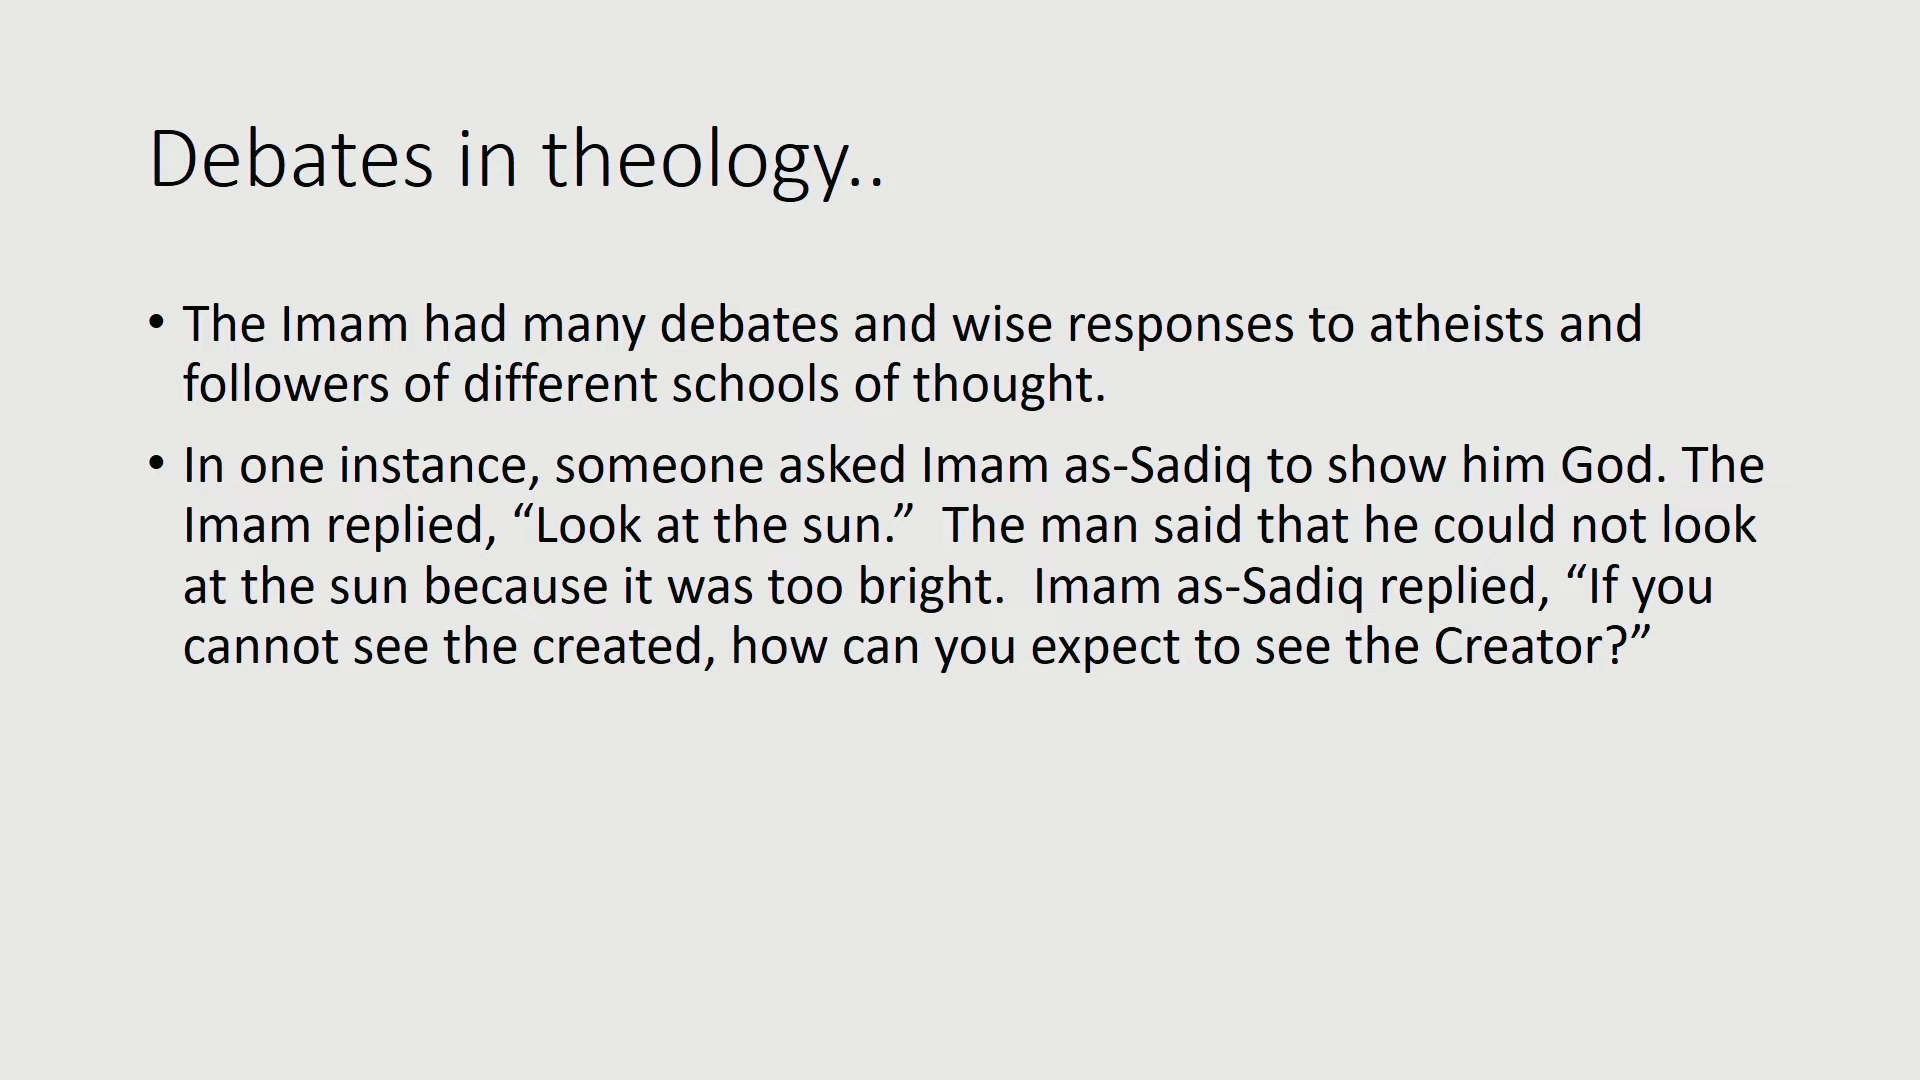 Debates in theology..
• The Imam had many debates and wise responses to atheists and
followers of different schools of thought.
• In one instance, someone asked Imam as-Sadiq to show him God. The
Imam replied, “Look at the sun.”  The man said that he could not look
at the sun because it was too bright.  Imam as-Sadiq replied, “If you
cannot see the created, how can you expect to see the Creator?”